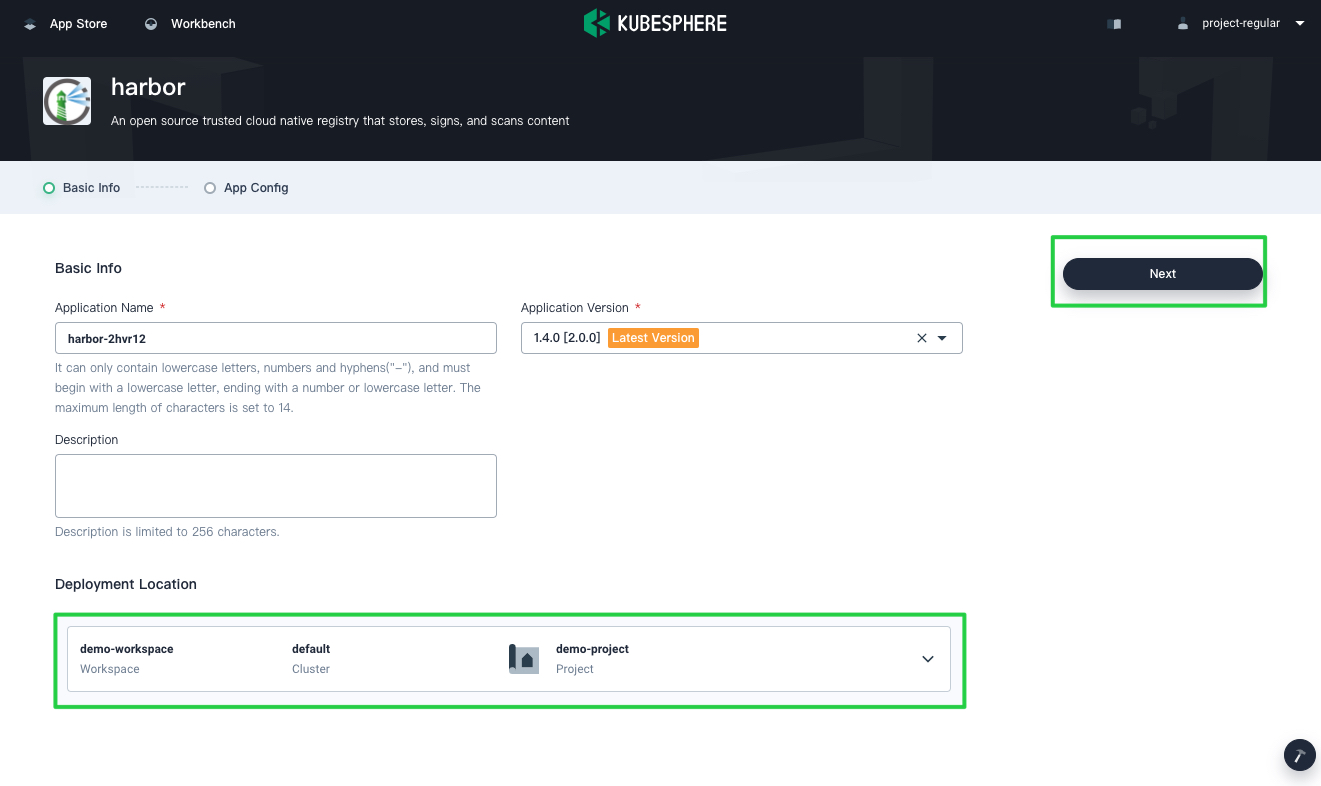 App Store
Workbench
KUBESPHERE
project-regular
harbor
An open source trusted cloud native registry that stores, signs, and scans content
Basic Info
App Config
Basic Info
Next
Application Name *
Application Version *
harbor-2hvr12
1.4.0 [2.0.0] Latest Version
It can only contain lowercase letters, numbers and hyphens("-"), and must
begin with a lowercase letter, ending with a number or lowercase letter. The
maximum length of characters is set to 14.
Description
Description is limited to 256 characters.
Deployment Location
demo-workspace
Workspace
default
Cluster
demo-project
Project